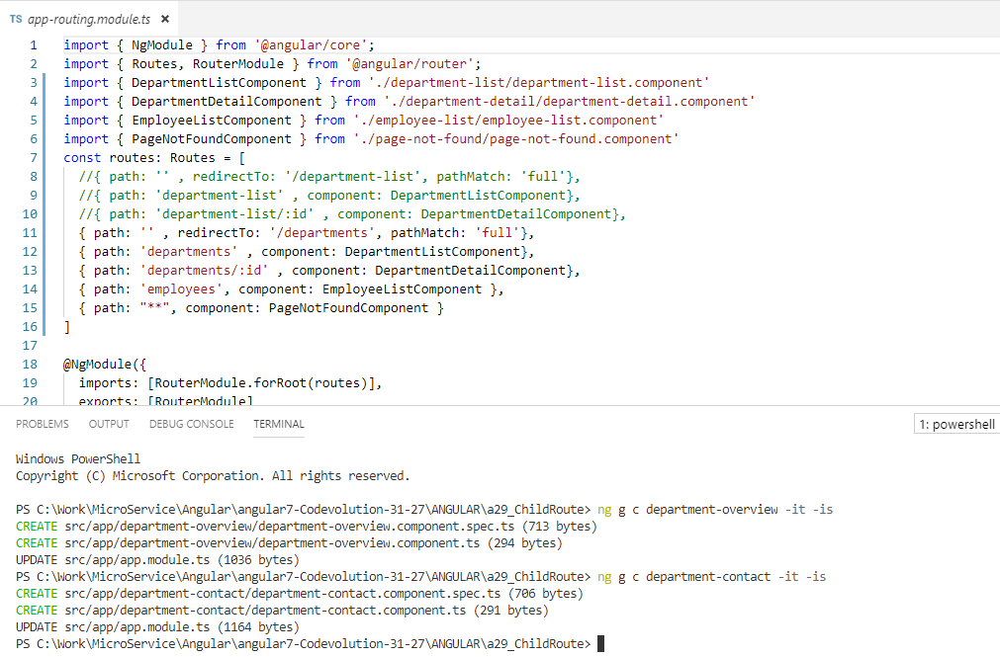 TS app-routing.module.ts ×
1 import { NgModule } from '@angular/core';
2 import { Routes, RouterModule } from '@angular/router';
3 import { DepartmentListComponent } from './department-list/department-list.component'
4 import { DepartmentDetailComponent } from './department-detail/department-detail.component'
5 import { EmployeeListComponent } from './employee-list/employee-list.component'
6 import { PageNotFoundComponent } from './page-not-found/page-not-found.component'
7 const routes: Routes = [
8 //{ path: '' , redirectTo: '/department-list', pathMatch: 'full'},
9 //{ path: 'department-list' , component: DepartmentListComponent},
10 //{ path: 'department-list/:id' , component: DepartmentDetailComponent},
11 { path: '' , redirectTo: '/departments', pathMatch: 'full'},
12 { path: 'departments' , component: DepartmentListComponent},
13 { path: 'departments/:id' , component: DepartmentDetailComponent},
14 { path: 'employees', component: EmployeeListComponent },
15 { path: "**", component: PageNotFoundComponent }
16 ]
17
18 @NgModule({
19 imports: [RouterModule.forRoot(routes)],
20 exports: [RouterModule]
PROBLEMS OUTPUT DEBUG CONSOLE TERMINAL 1: powershell
Windows PowerShell
Copyright (C) Microsoft Corporation. All rights reserved.
PS C:\Work\MicroService\Angular\angular7-Codevolution-31-27\ANGULAR\a29_ChildRoute> ng g c department-overview -it -is
CREATE src/app/department-overview/department-overview.component.spec.ts (713 bytes)
CREATE src/app/department-overview/department-overview.component.ts (294 bytes)
UPDATE src/app/app.module.ts (1036 bytes)
PS C:\Work\MicroService\Angular\angular7-Codevolution-31-27\ANGULAR\a29_ChildRoute> ng g c department-contact -it -is
CREATE src/app/department-contact/department-contact.component.spec.ts (706 bytes)
CREATE src/app/department-contact/department-contact.component.ts (291 bytes)
UPDATE src/app/app.module.ts (1164 bytes)
PS C:\Work\MicroService\Angular\angular7-Codevolution-31-27\ANGULAR\a29_ChildRoute>